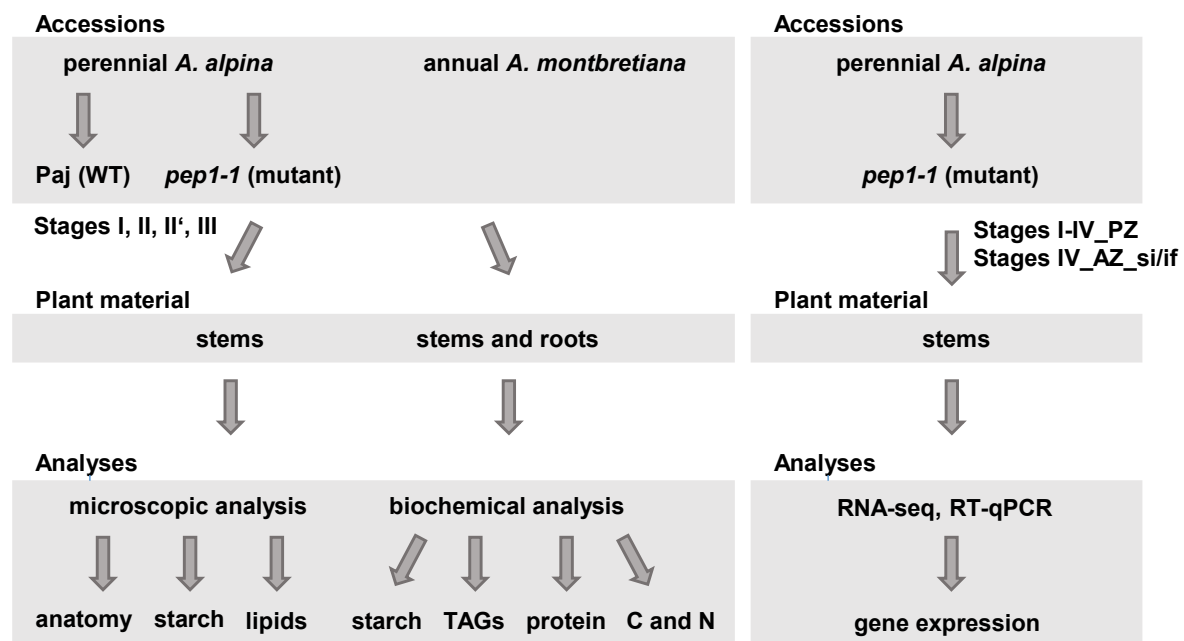 Accessions
perennial A. alpina
annual A. montbretiana
Paj (WT)
pep1-1 (mutant)
Stages I, II, II‘, III
Plant material
stems
stems and roots
Analyses
microscopic analysis
biochemical analysis
anatomy
starch
lipids
starch
TAGs
protein
C and N
Accessions
perennial A. alpina
pep1-1 (mutant)
Stages I-IV_PZ
Stages IV_AZ_si/if
Plant material
stems
Analyses
RNA-seq, RT-qPCR
gene expression